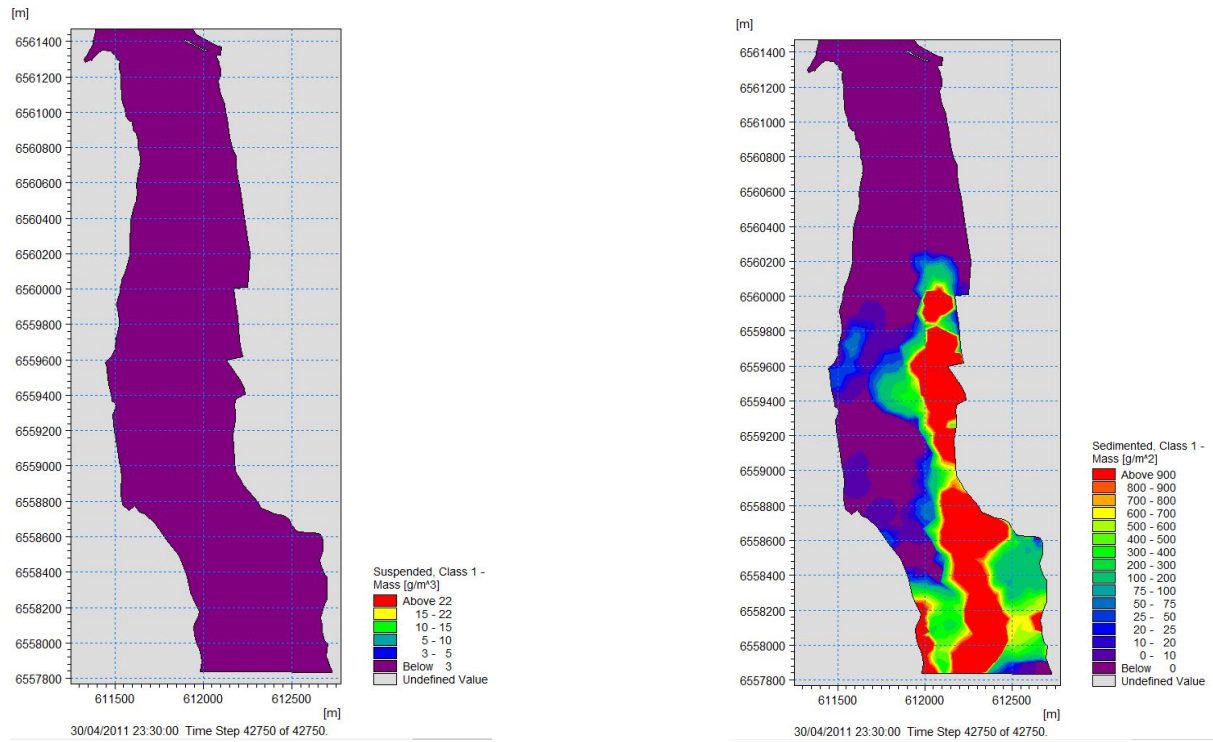 [m]
6561400
6561200
6561000
6560800
6560600
6560400
6560200
6560000
6559800
6559600
6559400
6559200
6559000
6558800
6558600
6558400
6558200
6558000
6557800
611500 612000 612500
[m]
30/04/2011 23:30:00 Time Step 42750 of 42750.
Suspended, Class 1 -
Mass [g/m^3]
Above 22
15 - 22
10 - 15
5 - 10
3 - 5
Below 3
Undefined Value
[m]
6561400
6561200
6561000
6560800
6560600
6560400
6560200
6560000
6559800
6559600
6559400
6559200
6559000
6558800
6558600
6558400
6558200
6558000
6557800
611500 612000 612500
[m]
30/04/2011 23:30:00 Time Step 42750 of 42750.
Sedimented, Class 1 -
Mass [g/m^2]
Above 900
800 - 900
700 - 800
600 - 700
500 - 600
400 - 500
300 - 400
200 - 300
100 - 200
75 - 100
50 - 75
25 - 50
20 - 25
10 - 20
0 - 10
Below 0
Undefined Value